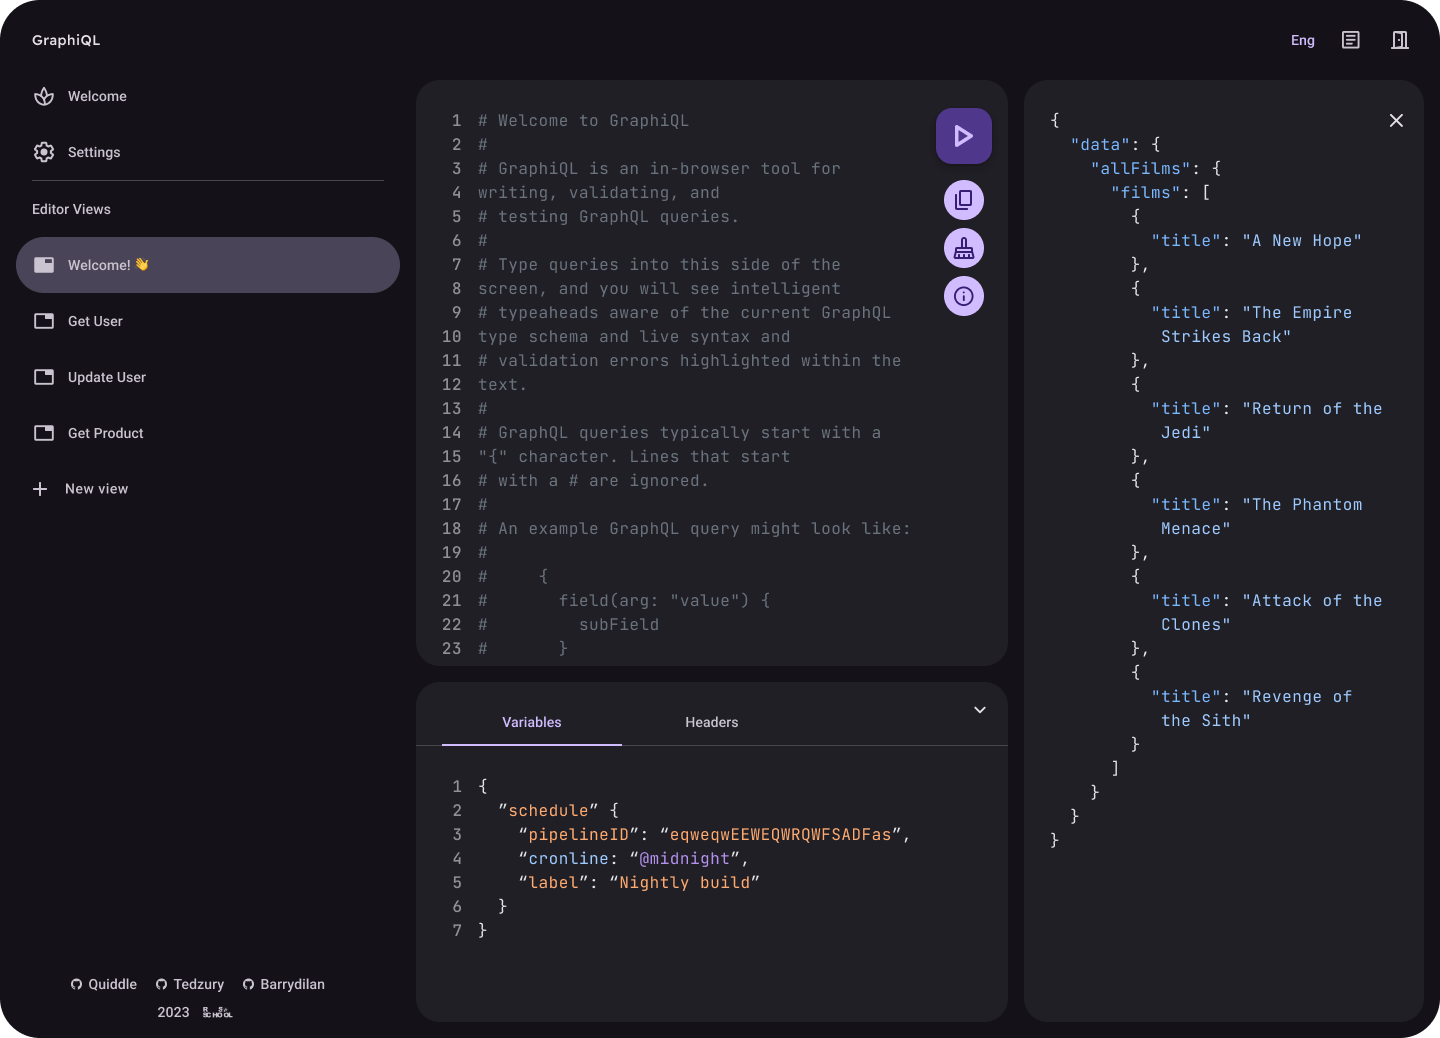 GraphiQL
Eng
Welcome
Settings
Editor Views
Welcome! 👋
Get User
Update User
Get Product
New view
Quiddle Tedzury Barrydilan
2023 RS SCHOOL
1 # Welcome to GraphiQL
2 #
3 # GraphiQL is an in-browser tool for
4 writing, validating, and
5 # testing GraphQL queries.
6 #
7 # Type queries into this side of the
8 screen, and you will see intelligent
9 # typeaheads aware of the current GraphQL
10 type schema and live syntax and
11 # validation errors highlighted within the
12 text.
13 #
14 # GraphQL queries typically start with a
15 "{" character. Lines that start
16 # with a # are ignored.
17 #
18 # An example GraphQL query might look like:
19 #
20 #     {
21 #       field(arg: "value") {
22 #         subField
23 #       }
Variables Headers
1 {
2   ”schedule” {
3     “pipelineID”: “eqweqwEEWEQWRQWFSADFas”,
4     “cronline: “@midnight”,
5     “label”: “Nightly build”
6   }
7 }
{
  "data": {
    "allFilms": {
      "films": [
        {
          "title": "A New Hope"
        },
        {
          "title": "The Empire
           Strikes Back"
        },
        {
          "title": "Return of the
           Jedi"
        },
        {
          "title": "The Phantom
           Menace"
        },
        {
          "title": "Attack of the
           Clones"
        },
        {
          "title": "Revenge of
           the Sith"
        }
      ]
    }
  }
}